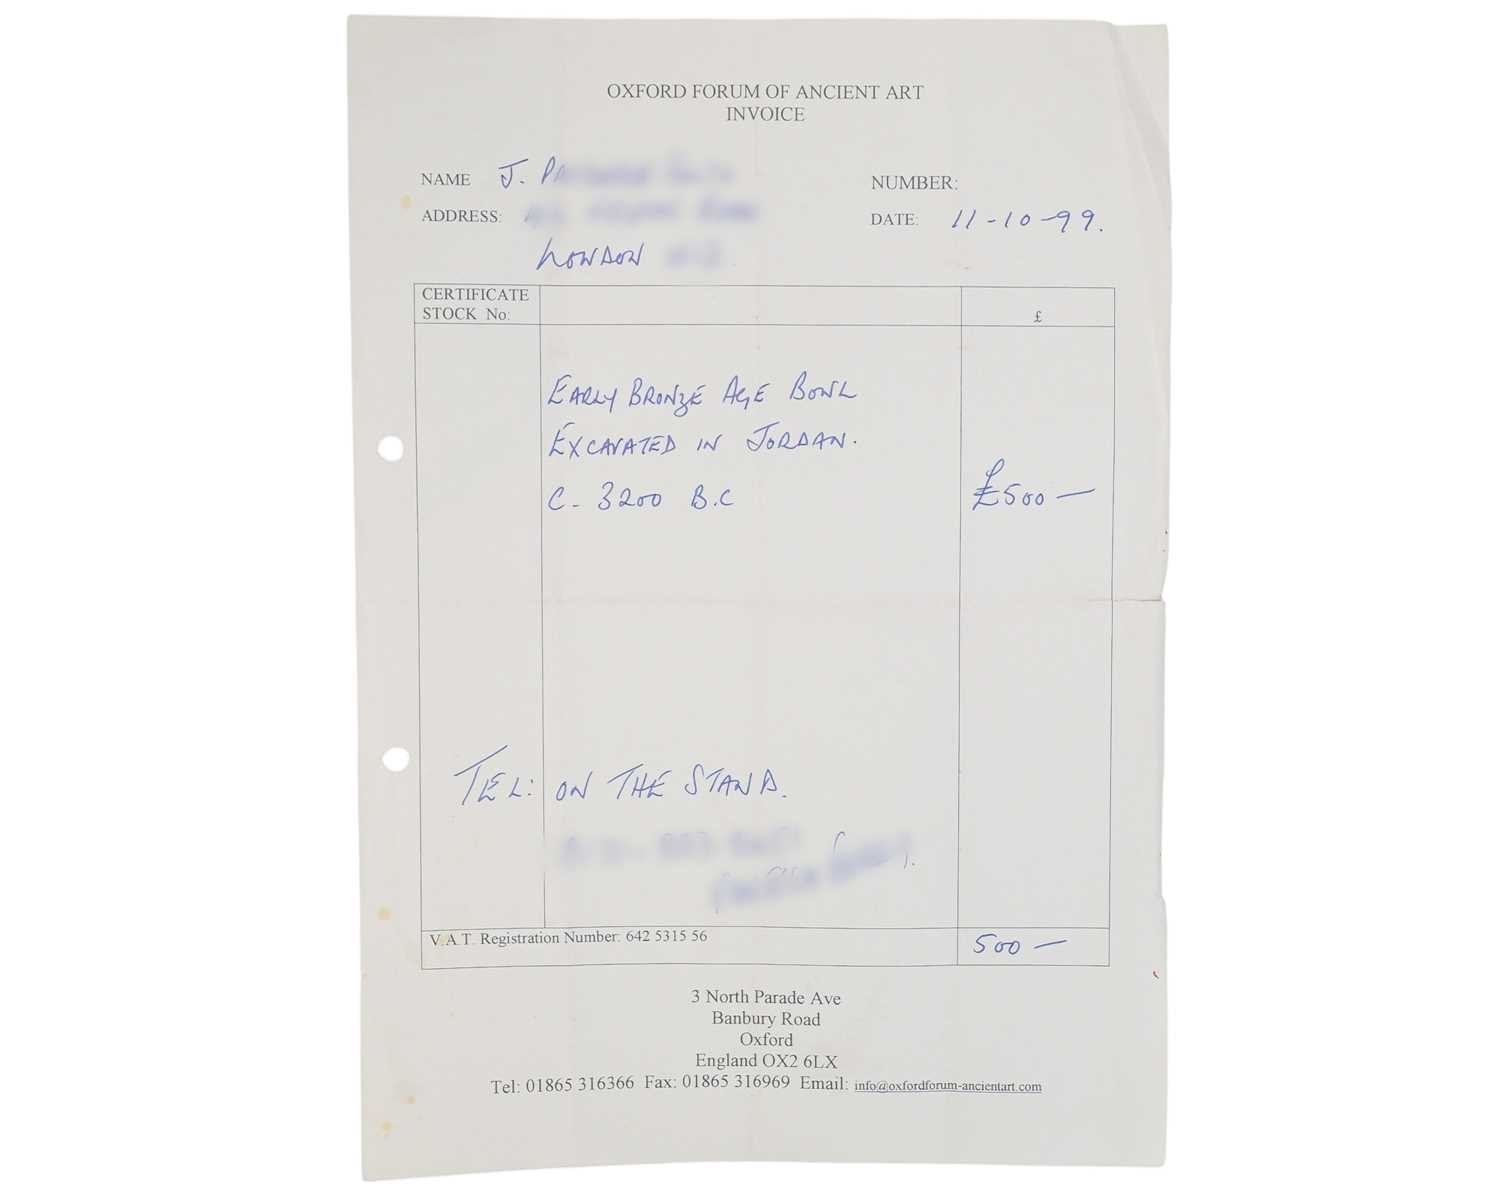 OXFORD FORUM OF ANCIENT ART
INVOICE
NAME J.
NUMBER:
ADDRESS:
DATE: 11-10-99.
LONDON
CERTIFICATE
STOCK No:
£
EARLY BRONZE AGE BOWL
EXCAVATED IN JORDAN.
C. 3200 B.C
£500 —
TEL: ON THE STAND.
V.A.T. Registration Number: 642 5315 56
500 —
3 North Parade Ave
Banbury Road
Oxford
England OX2 6LX
Tel: 01865 316366 Fax: 01865 316969 Email: info@oxfordforum-ancientart.com